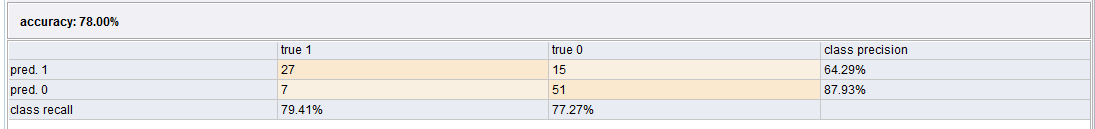 accuracy: 78.00%
true 1 true 0 class precision
pred. 1 27 15 64.29%
pred. 0 7 51 87.93%
class recall 79.41% 77.27%